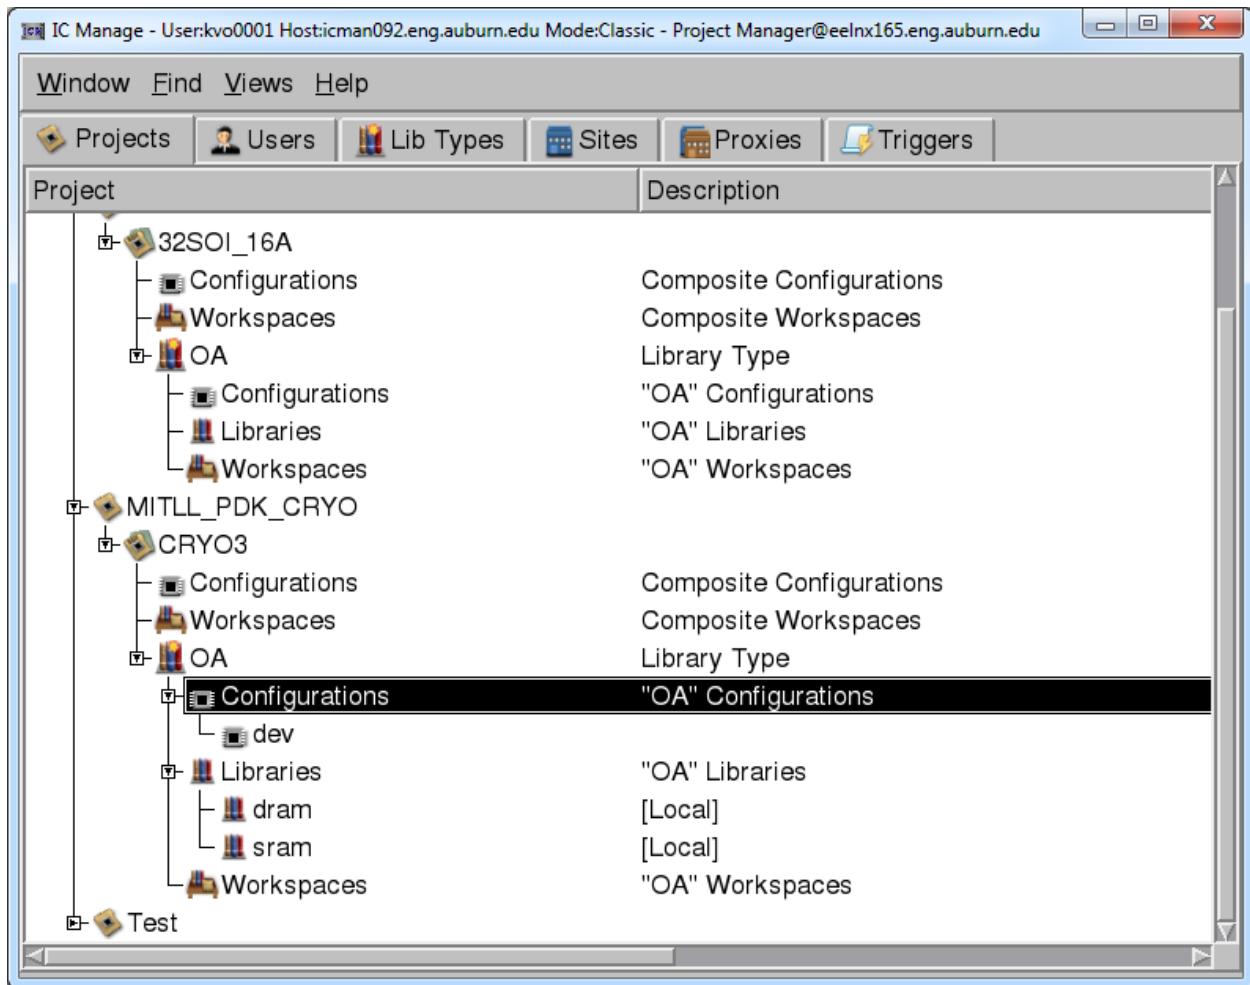 IC Manage - User:kvo0001 Host:icman092.eng.auburn.edu Mode:Classic - Project Manager@eelnx165.eng.auburn.edu
Window Find Views Help
Projects Users Lib Types Sites Proxies Triggers
Project Description
32SOI_16A
Configurations Composite Configurations
Workspaces Composite Workspaces
OA Library Type
Configurations "OA" Configurations
Libraries "OA" Libraries
Workspaces "OA" Workspaces
MITLL_PDK_CRYO
CRYO3
Configurations Composite Configurations
Workspaces Composite Workspaces
OA Library Type
Configurations "OA" Configurations
dev
Libraries "OA" Libraries
dram [Local]
sram [Local]
Workspaces "OA" Workspaces
Test